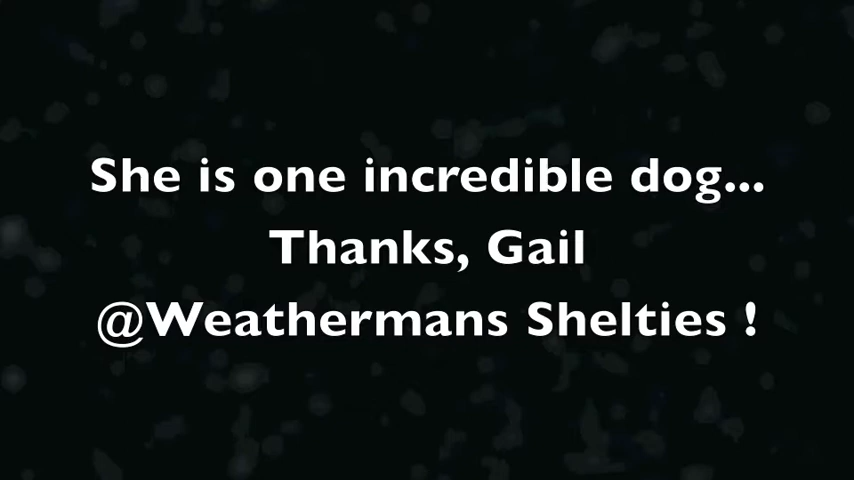 She is one incredible dog...
Thanks, Gail
@Weathermans Shelties !